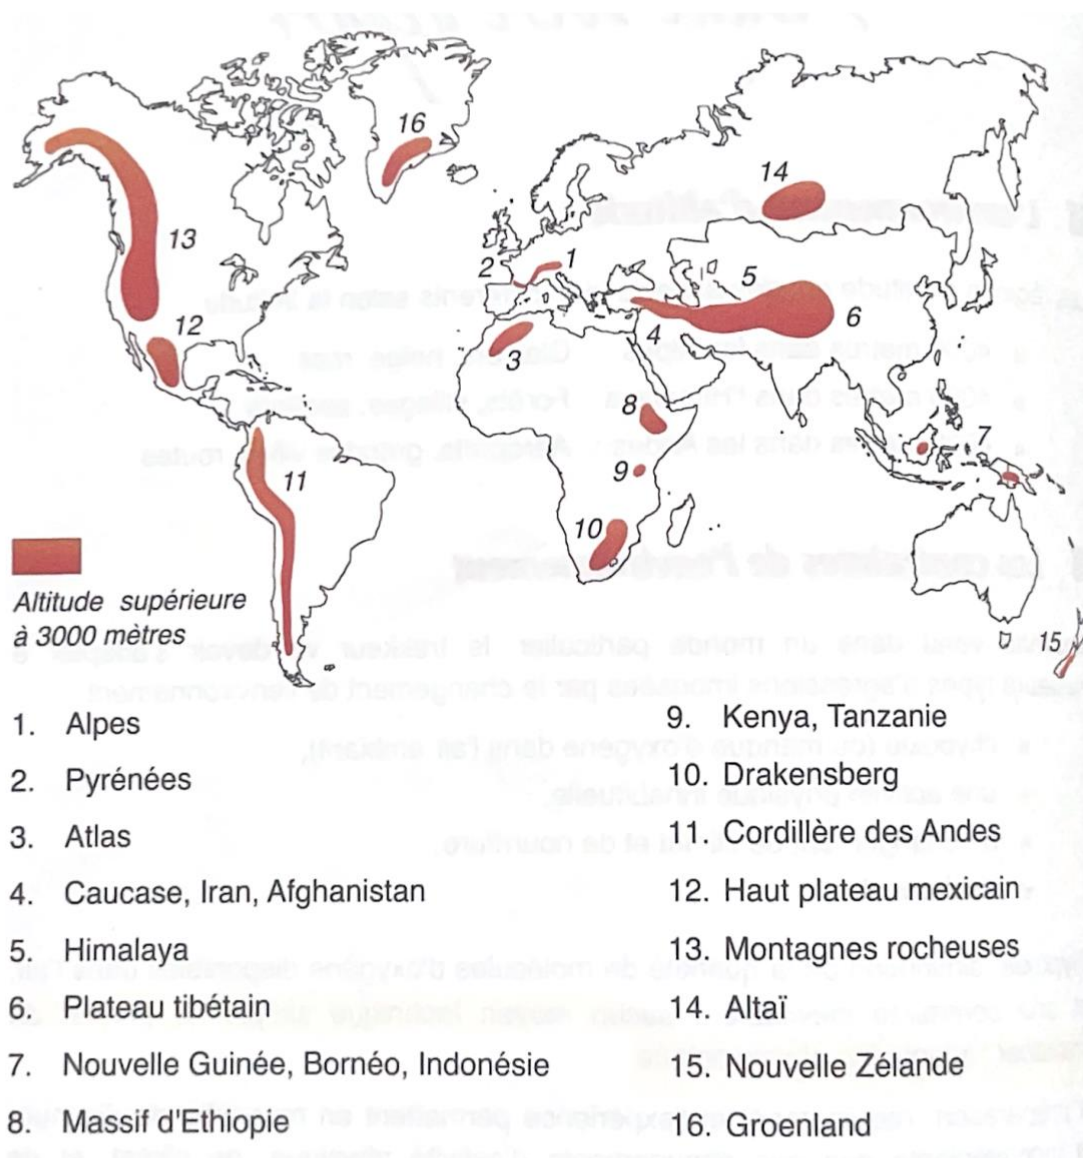 16
14
13
2
1
5
12
6
3
4
8
7
9
11
10
Altitude supérieure
à 3000 mètres
15
1. Alpes
2. Pyrénées
3. Atlas
4. Caucase, Iran, Afghanistan
5. Himalaya
6. Plateau tibétain
7. Nouvelle Guinée, Bornéo, Indonésie
8. Massif d'Ethiopie
9. Kenya, Tanzanie
10. Drakensberg
11. Cordillère des Andes
12. Haut plateau mexicain
13. Montagnes rocheuses
14. Altaï
15. Nouvelle Zélande
16. Groenland